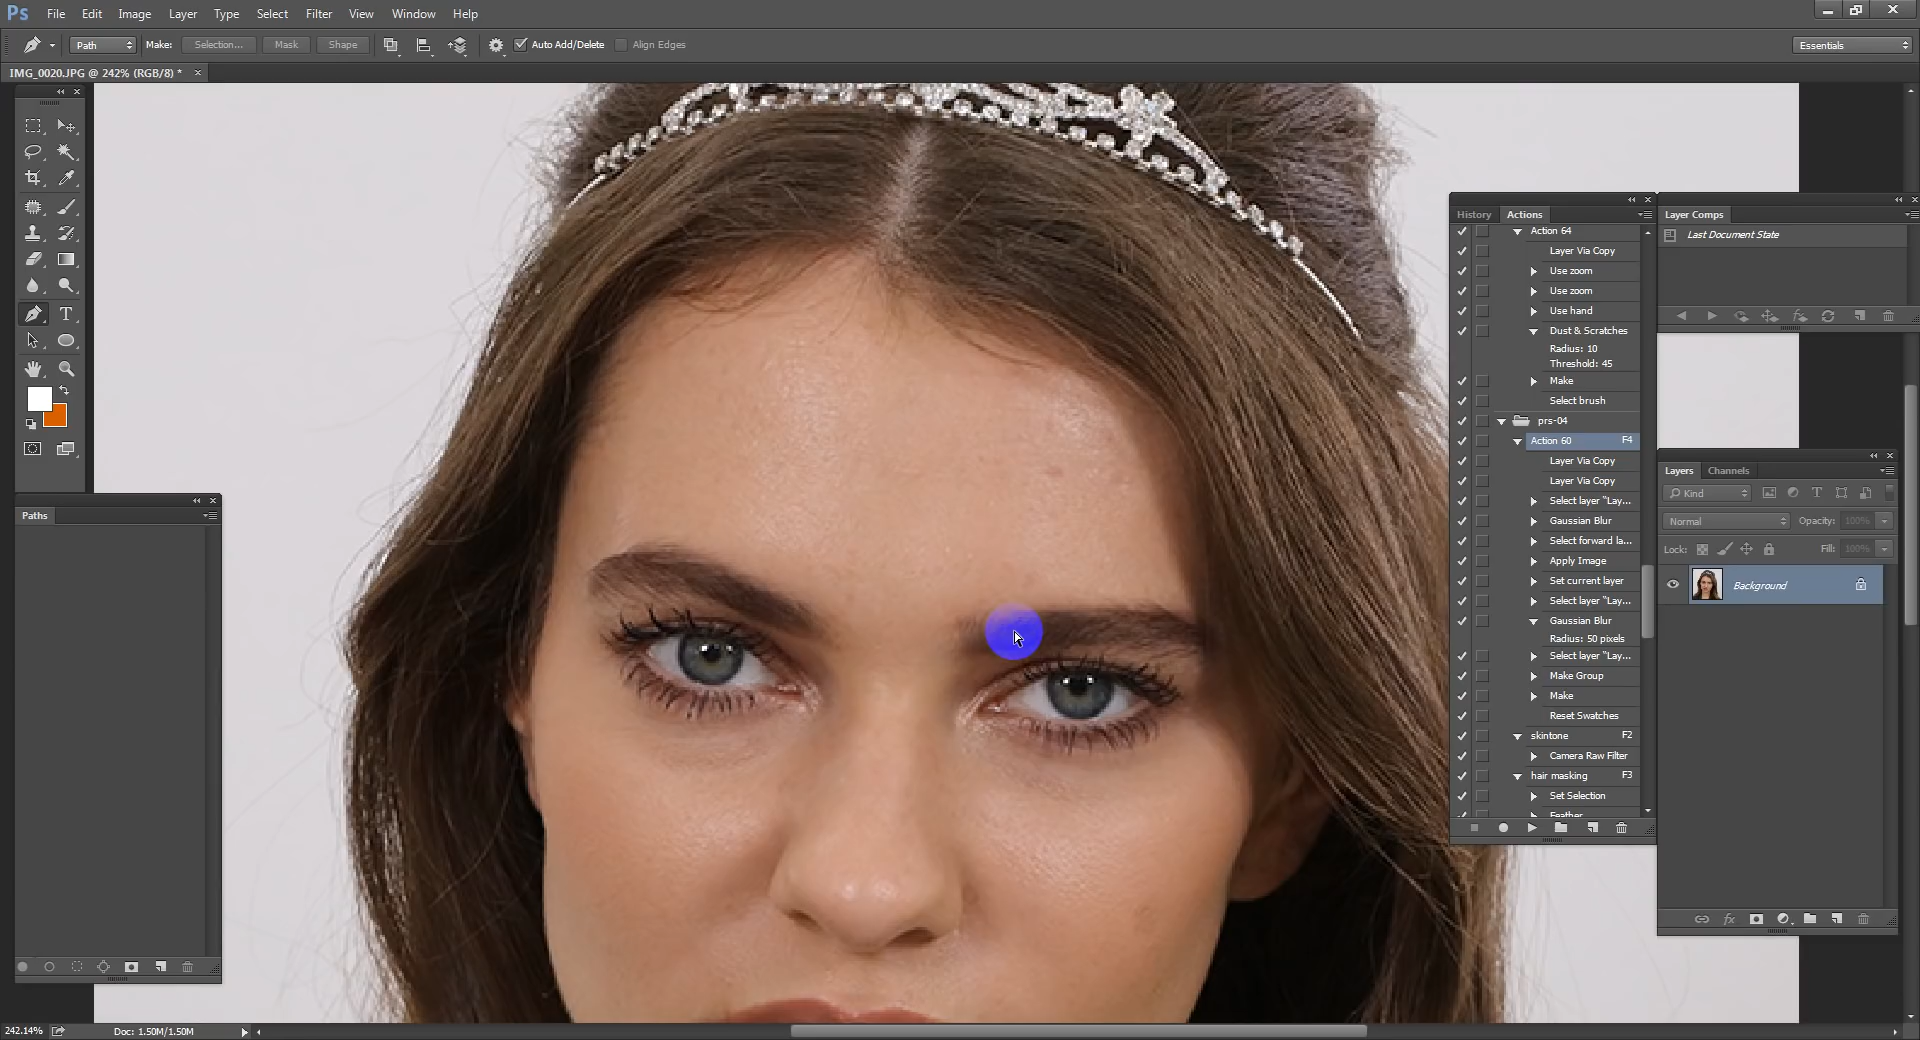 Ps File Edit Image Layer Type Select Filter View Window Help
Path Make: Selection... Mask Shape Auto Add/Delete Align Edges Essentials
IMG_0020.JPG @ 242% (RGB/8) * ×
Paths
History Actions
Action 64
Layer Via Copy
Use zoom
Use zoom
Use hand
Dust & Scratches
Radius: 10
Threshold: 45
Make
Select brush
prs-04
Action 60 F4
Layer Via Copy
Layer Via Copy
Select layer "Lay...
Gaussian Blur
Select forward la...
Apply Image
Set current layer
Select layer "Lay...
Gaussian Blur
Radius: 50 pixels
Select layer "Lay...
Make Group
Make
Reset Swatches
skintone F2
Camera Raw Filter
hair masking F3
Set Selection
Feather
Layer Comps
Last Document State
Layers Channels
Kind
Normal Opacity: 100%
Lock: Fill: 100%
Background
242.14% Doc: 1.50M/1.50M